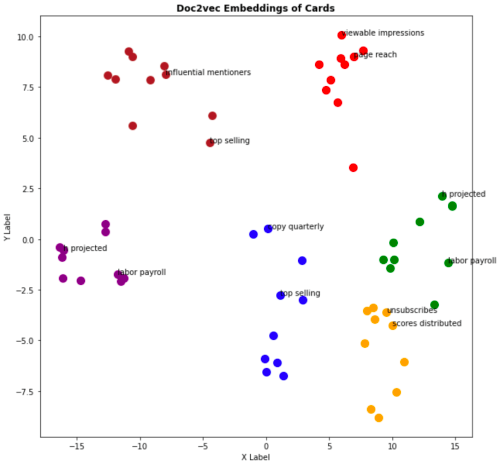 Doc2vec Embeddings of Cards
10.0
viewable impressions
page reach
7.5
influential mentioners
5.0
top selling
2.5
projected
copy quarterly
0.0
projected
labor payroll
labor payroll
−2.5
top selling
unsubscribes
scores distributed
−5.0
−7.5
−15
−10
−5
0
5
10
15
X Label
Y Label